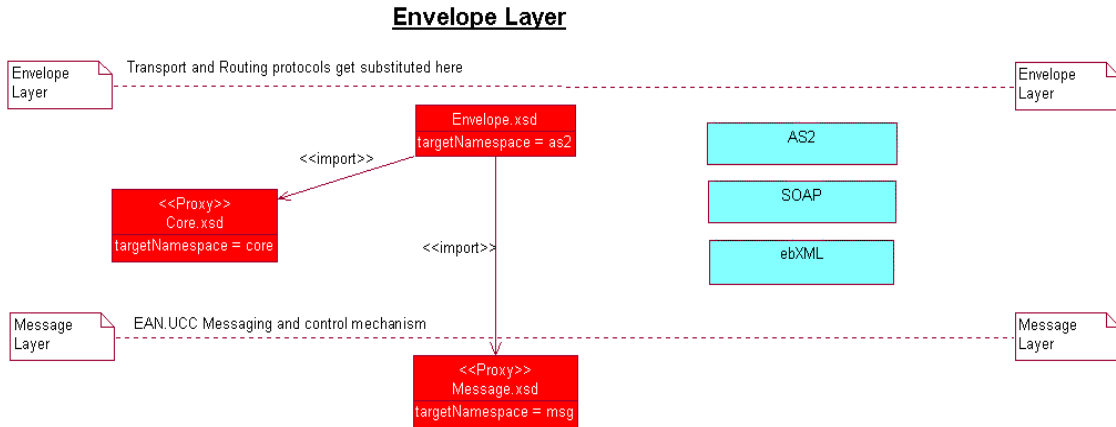 Envelope Layer
Envelope
Layer
Transport and Routing protocols get substituted here
Envelope
Layer
Envelope.xsd
targetNamespace = as2
AS2
<<import>>
<<Proxy>>
Core.xsd
targetNamespace = core
SOAP
<<import>>
ebXML
Message
Layer
EAN.UCC Messaging and control mechanism
Message
Layer
<<Proxy>>
Message.xsd
targetNamespace = msg